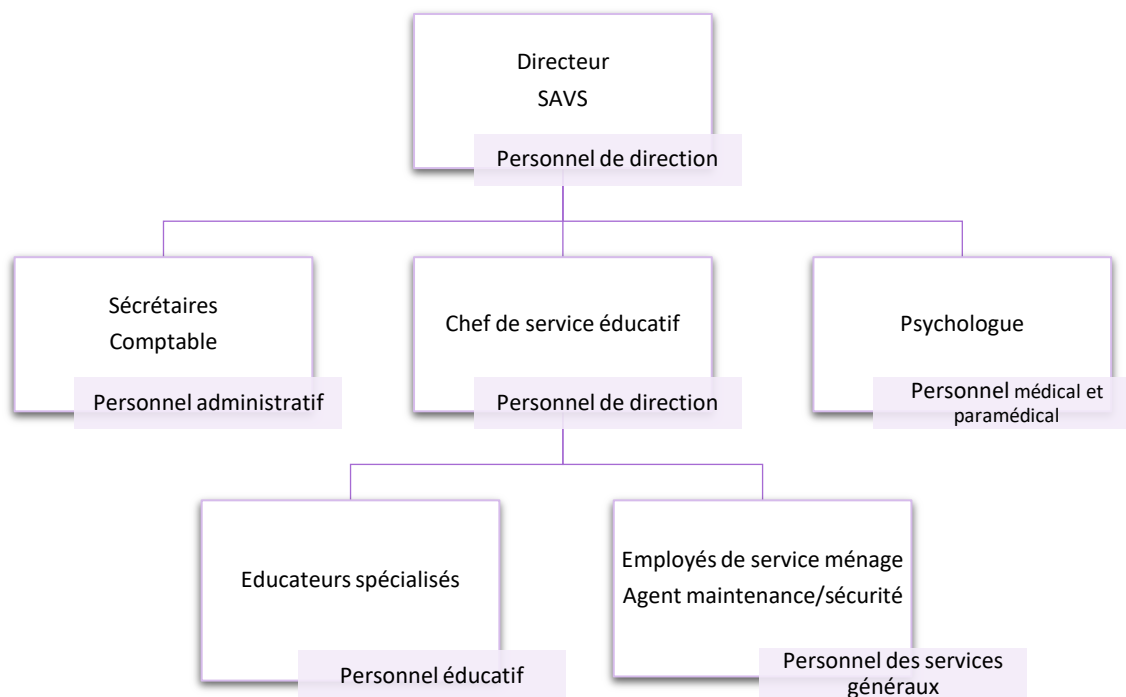 Directeur
SAVS
Personnel de direction
Sécrétaires
Comptable
Personnel administratif
Chef de service éducatif
Personnel de direction
Psychologue
Personnel médical et
paramédical
Educateurs spécialisés
Personnel éducatif
Employés de service ménage
Agent maintenance/sécurité
Personnel des services
généraux